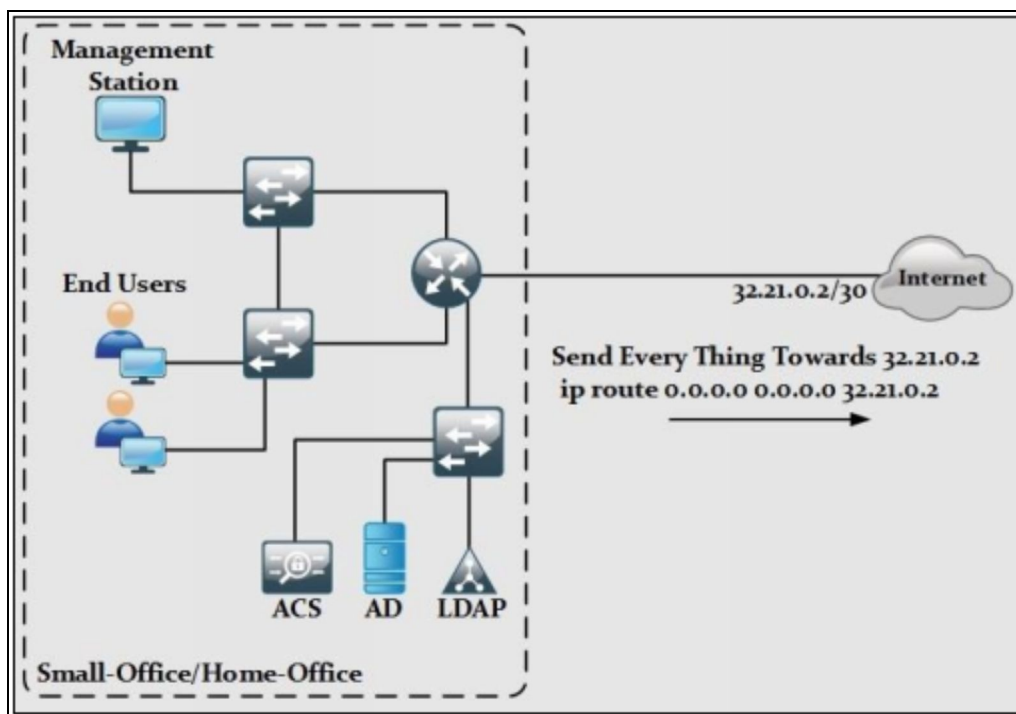 Management
Station
End Users
Internet
32.21.0.2/30
Send Every Thing Towards 32.21.0.2
ip route 0.0.0.0 0.0.0.0 32.21.0.2
ACS
AD
LDAP
Small-Office/Home-Office